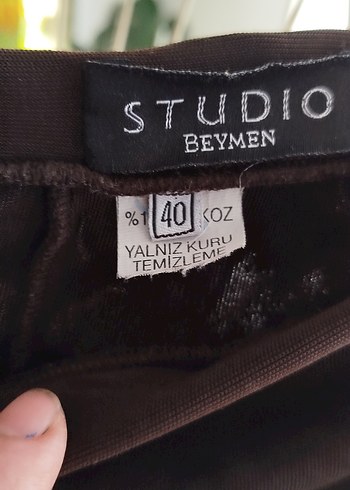 STUDIO
BEYMEN
%1 40 KOZ
YALNIZ KURU
TEMİZLEME